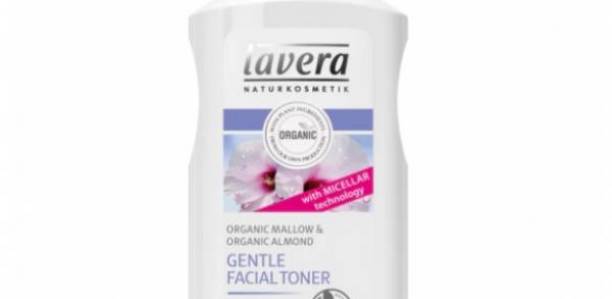 lavera
NATURKOSMETIK
ORGANIC
with MICELLAR
technology
ORGANIC MALLOW &
ORGANIC ALMOND
GENTLE
FACIAL TONER